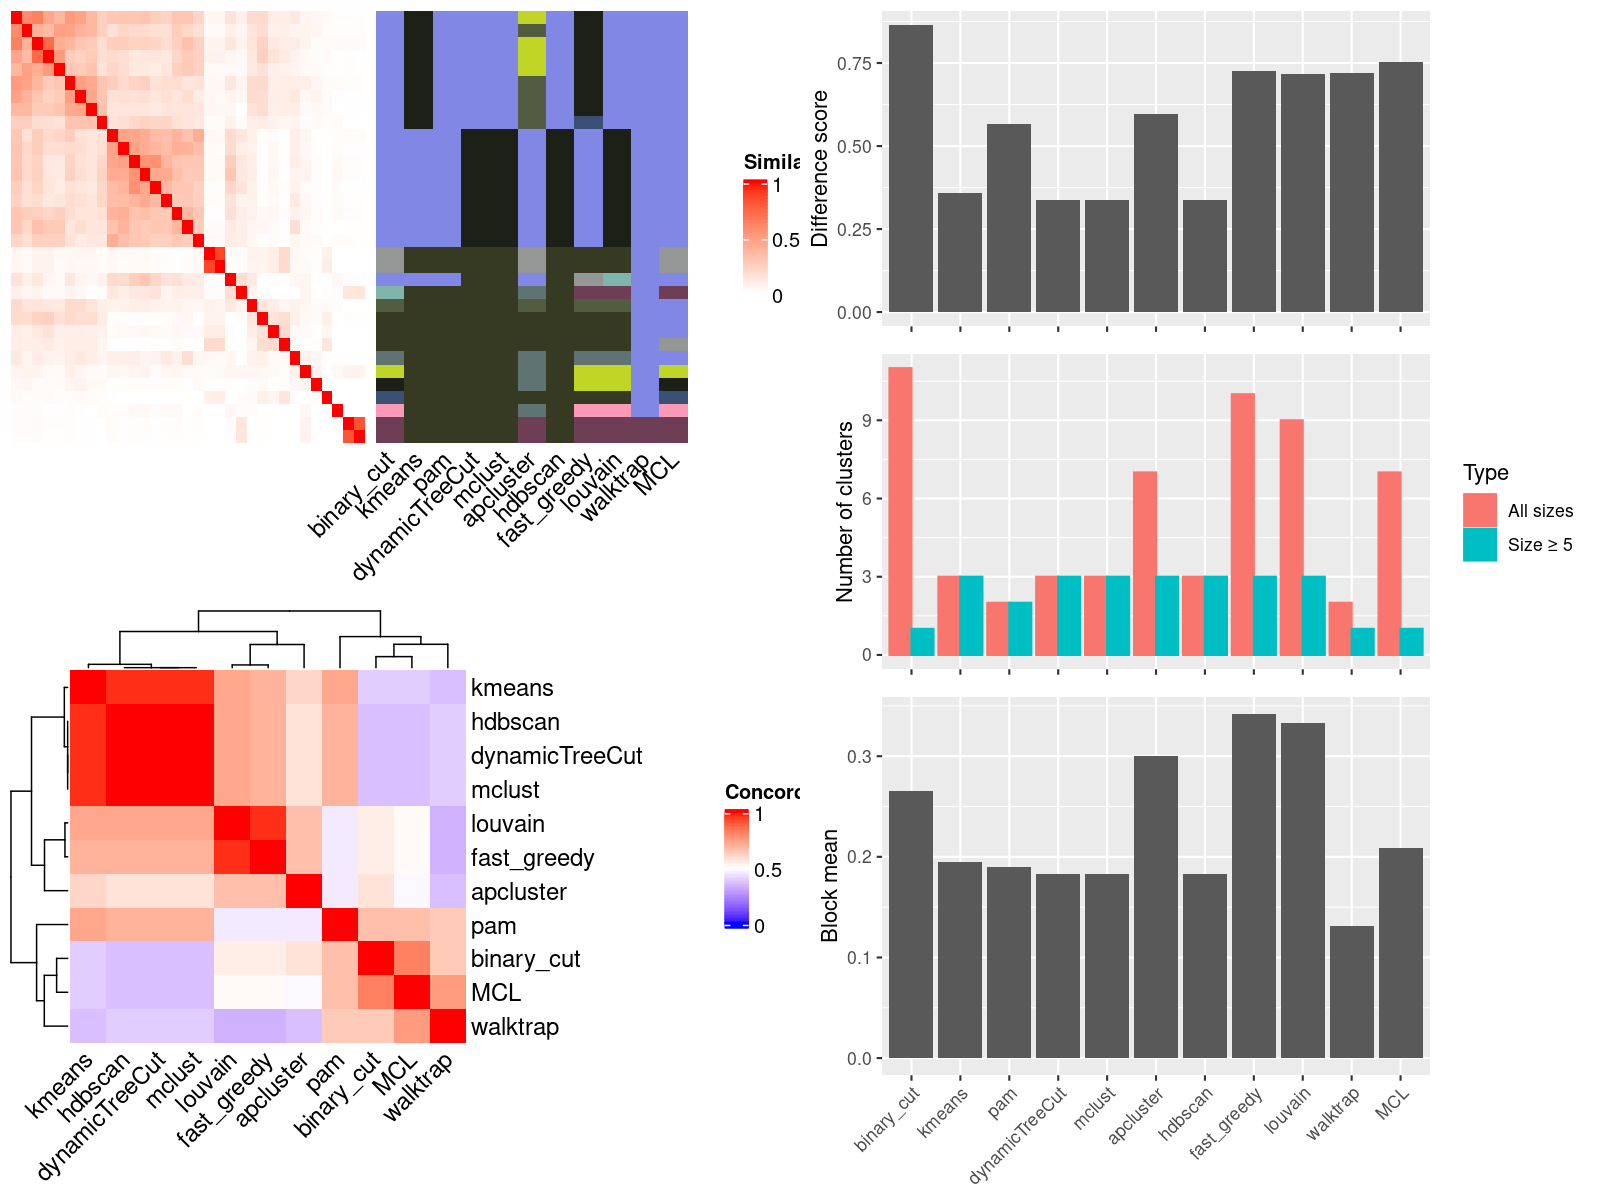 Simila
1
0.5
0
binary_cut
kmeans
pam
dynamicTreeCut
mclust
apcluster
hdbscan
fast_greedy
louvain
walktrap
MCL
kmeans
hdbscan
dynamicTreeCut
mclust
louvain
fast_greedy
apcluster
pam
binary_cut
MCL
walktrap
kmeans
hdbscan
dynamicTreeCut
mclust
louvain
fast_greedy
apcluster
pam
binary_cut
MCL
walktrap
Concord
1
0.5
0
Difference score
0.75
0.50
0.25
0.00
Number of clusters
9
6
3
0
Type
All sizes
Size ≥ 5
Block mean
0.3
0.2
0.1
0.0
binary_cut
kmeans
pam
dynamicTreeCut
mclust
apcluster
hdbscan
fast_greedy
louvain
walktrap
MCL